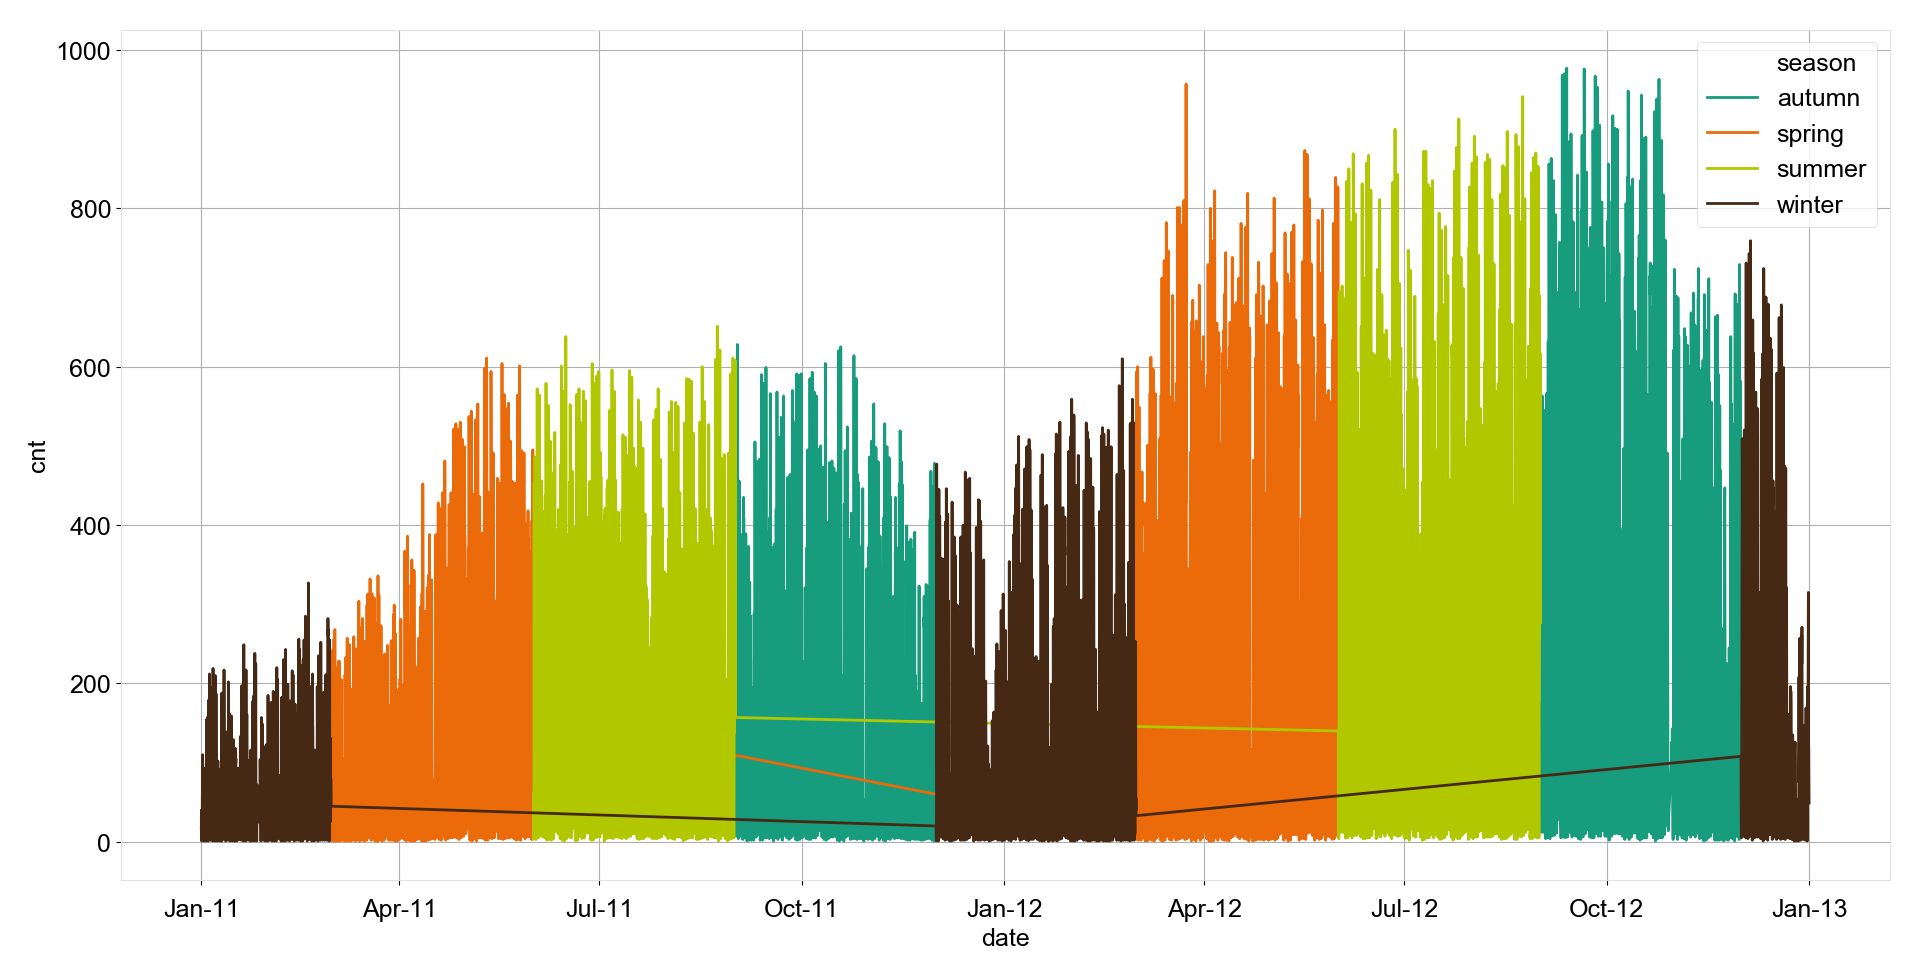 1000
800
600
400
200
0
cnt
season
autumn
spring
summer
winter
Jan-11 Apr-11 Jul-11 Oct-11 Jan-12 Apr-12 Jul-12 Oct-12 Jan-13
date